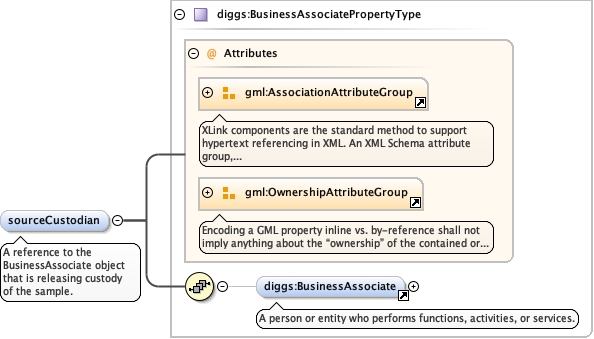 diggs:BusinessAssociatePropertyType
@ Attributes
gml:AssociationAttributeGroup
XLink components are the standard method to support
hypertext referencing in XML. An XML Schema attribute
group,...
gml:OwnershipAttributeGroup
Encoding a GML property inline vs. by-reference shall not
imply anything about the “ownership” of the contained or...
sourceCustodian
A reference to the
BusinessAssociate object
that is releasing custody
of the sample.
diggs:BusinessAssociate
A person or entity who performs functions, activities, or services.